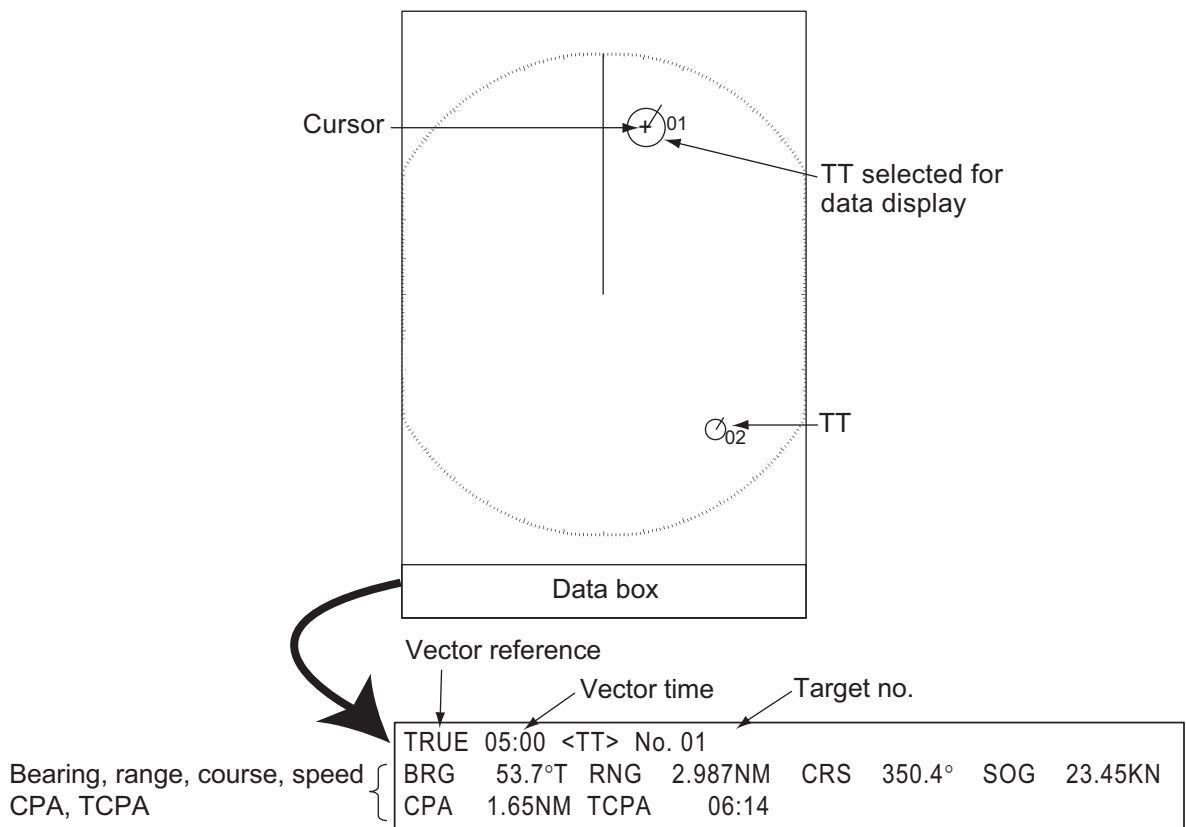 Cursor
01
TT selected for
data display
TT
02
Data box
Vector reference
Vector time
Target no.
TRUE 05:00 <TT> No. 01
Bearing, range, course, speed
BRG 53.7°T RNG 2.987NM CRS 350.4° SOG 23.45KN
CPA, TCPA
CPA 1.65NM TCPA 06:14